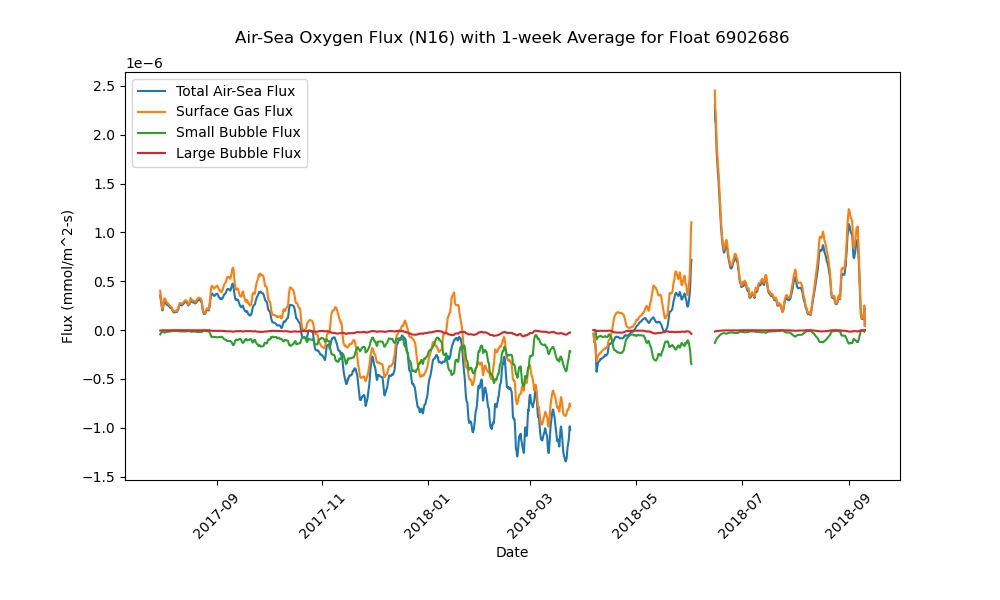 Air-Sea Oxygen Flux (N16) with 1-week Average for Float 6902686
1e−6
Total Air-Sea Flux
Surface Gas Flux
Small Bubble Flux
Large Bubble Flux
2.5
2.0
1.5
1.0
0.5
0.0
−0.5
−1.0
−1.5
Flux (mmol/m^2-s)
2017-09
2017-11
2018-01
2018-03
2018-05
2018-07
2018-09
Date